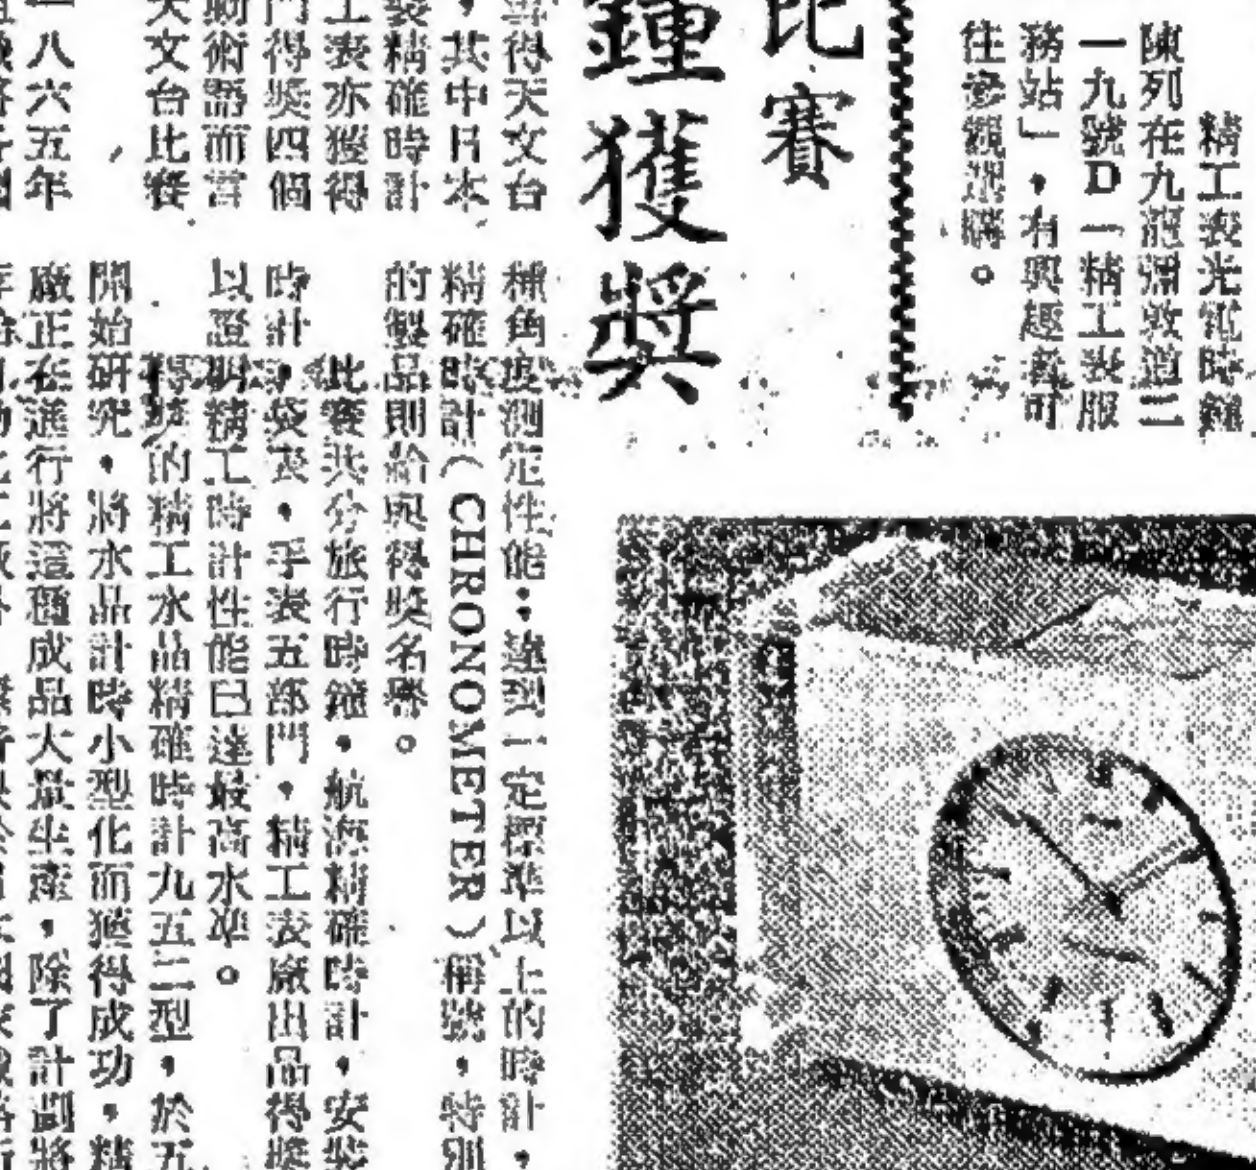 精工表光電時鐘
陳列在九龍彌敦道二
一九號D一精工表服
務站」，有興趣者可
往參觀選購。
比賽
鐘獲獎
得天文台
，其中日本
裝精確時計
工表亦獲得
門得獎四個
術語而言
天文台比賽
一八六五年
種角度測定性能：達到一定標準以上的時計，
精確時計（CHRONOMETER）稱號，特別
的製品則給與得獎名譽。
此賽共分旅行時鐘，航海精確時計，安裝
時計，袋表，手表五部門，精工表廠出品得獎
以證明精工時計性能已達最高水準。
得獎的精工水晶精確時計九五二型，於五
開始研究，將水晶計時小型化而獲得成功，精
廠正在進行將這種成品大量生產，除了計劃將